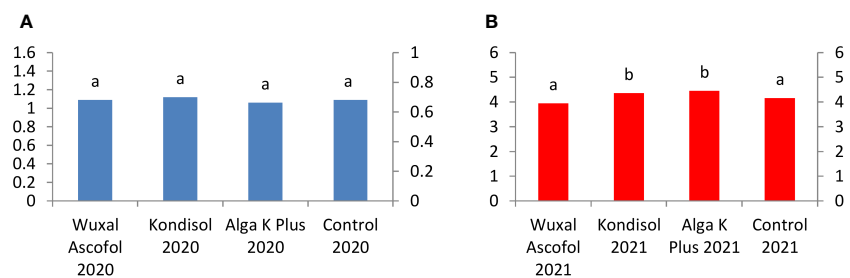 A
1.6
1.4
1.2
1
0.8
0.6
0.4
0.2
0
a
a
a
a
1
0.8
0.6
0.4
0.2
0
Wuxal
Ascofol
2020
Kondisol
2020
Alga K Plus
2020
Control
2020
B
6
5
4
3
2
1
0
a
b
b
a
6
5
4
3
2
1
0
Wuxal
Ascofol
2021
Kondisol
2021
Alga K
Plus 2021
Control
2021